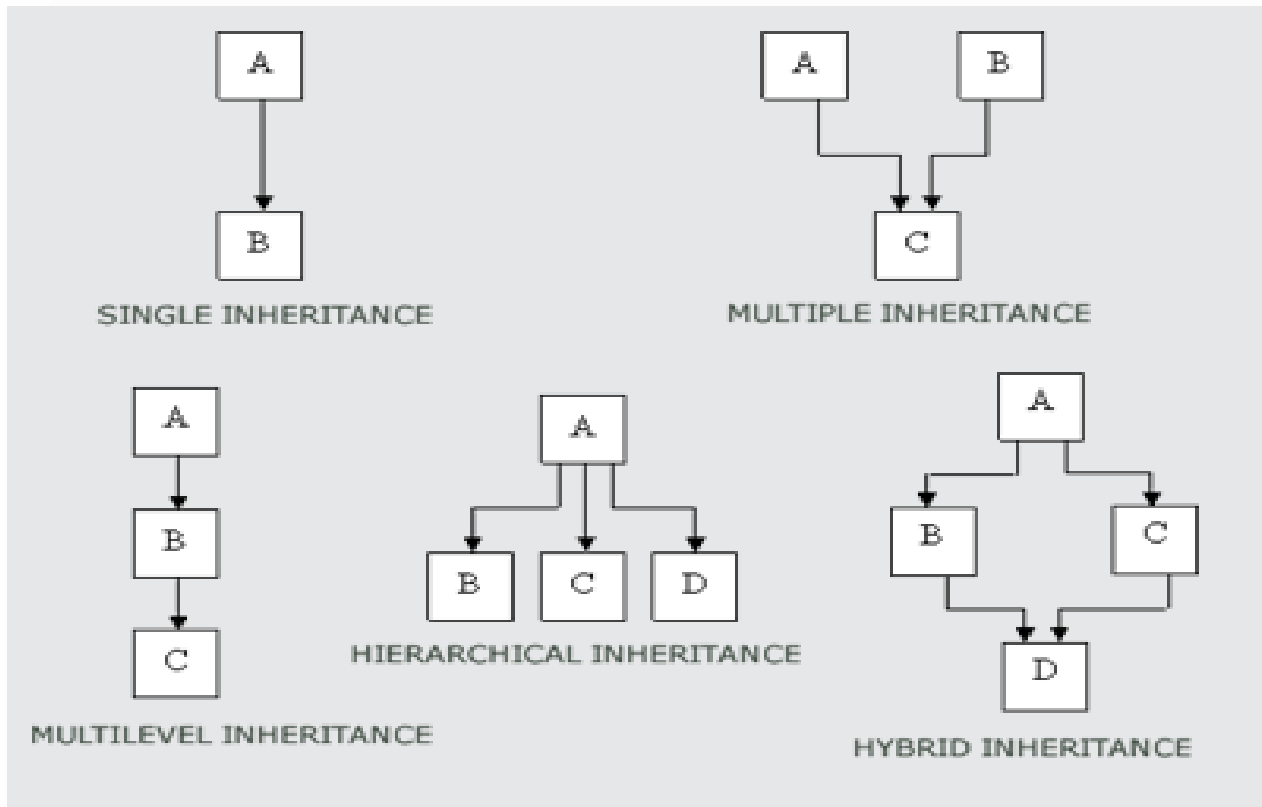 A
B
SINGLE INHERITANCE
A
B
C
MULTIPLE INHERITANCE
A
B
C
MULTILEVEL INHERITANCE
A
B
C
D
HIERARCHICAL INHERITANCE
A
B
C
D
HYBRID INHERITANCE